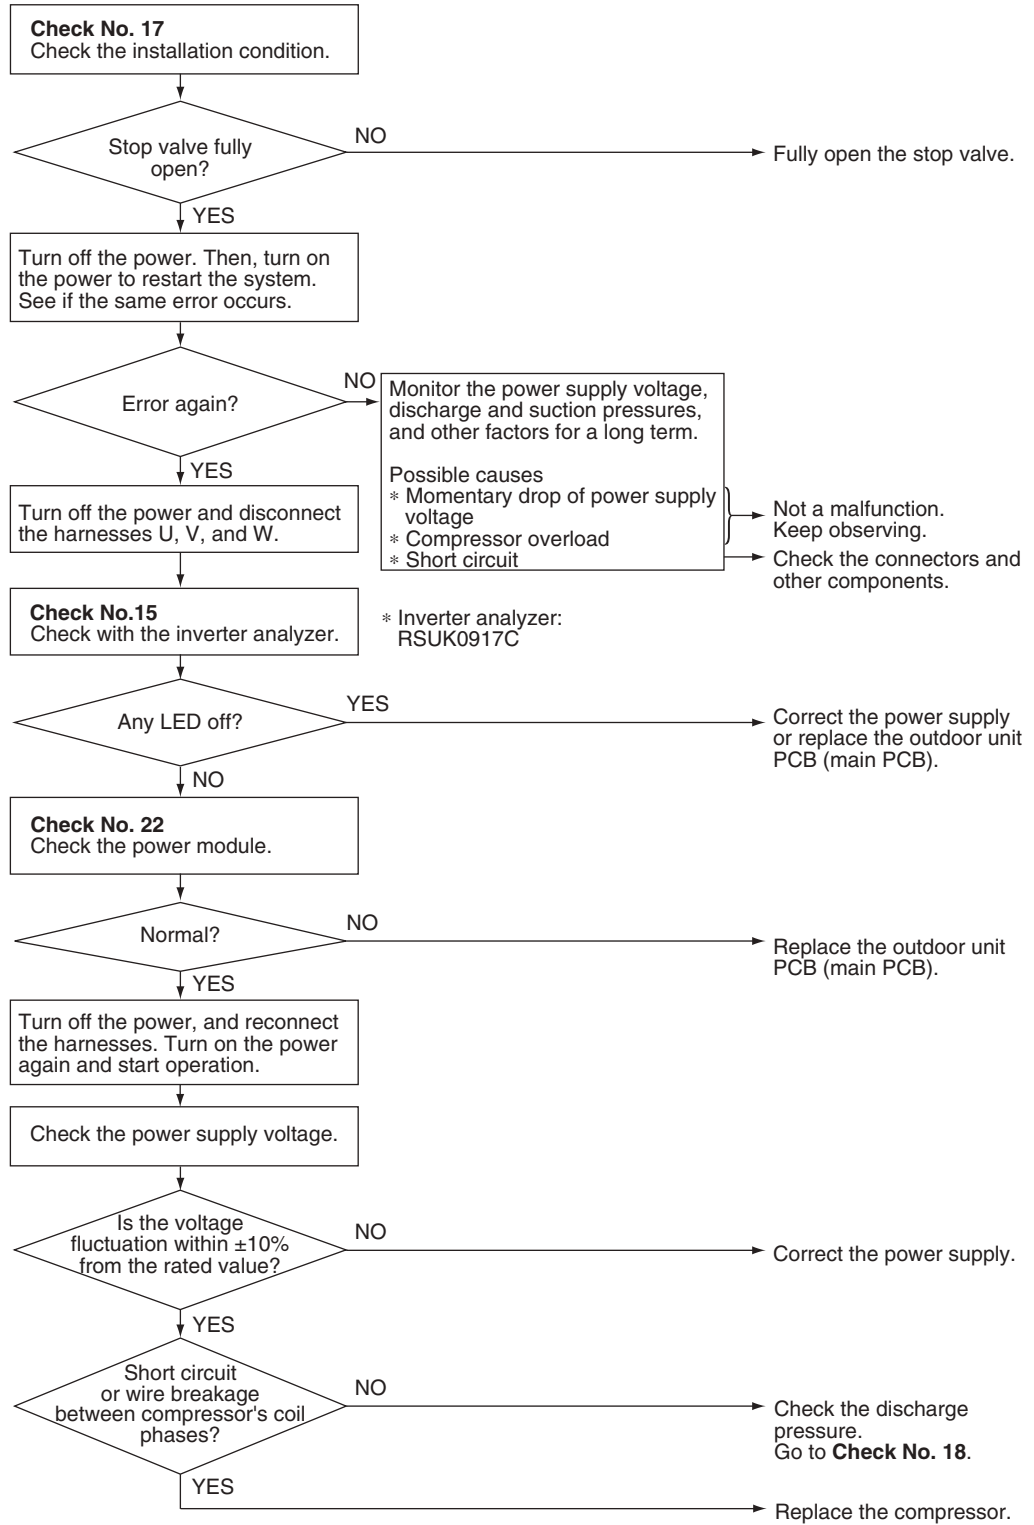 Check No. 17
Check the installation condition.
Stop valve fully
open?
NO
Fully open the stop valve.
YES
Turn off the power. Then, turn on
the power to restart the system.
See if the same error occurs.
Error again?
NO
Monitor the power supply voltage,
discharge and suction pressures,
and other factors for a long term.
Possible causes
* Momentary drop of power supply
voltage
* Compressor overload
* Short circuit
Not a malfunction.
Keep observing.
Check the connectors and
other components.
YES
Turn off the power and disconnect
the harnesses U, V, and W.
Check No.15
Check with the inverter analyzer.
* Inverter analyzer:
RSUK0917C
Any LED off?
YES
Correct the power supply
or replace the outdoor unit
PCB (main PCB).
NO
Check No. 22
Check the power module.
Normal?
NO
Replace the outdoor unit
PCB (main PCB).
YES
Turn off the power, and reconnect
the harnesses. Turn on the power
again and start operation.
Check the power supply voltage.
Is the voltage
fluctuation within ±10%
from the rated value?
NO
Correct the power supply.
YES
Short circuit
or wire breakage
between compressor's coil
phases?
NO
Check the discharge
pressure.
Go to Check No. 18.
YES
Replace the compressor.